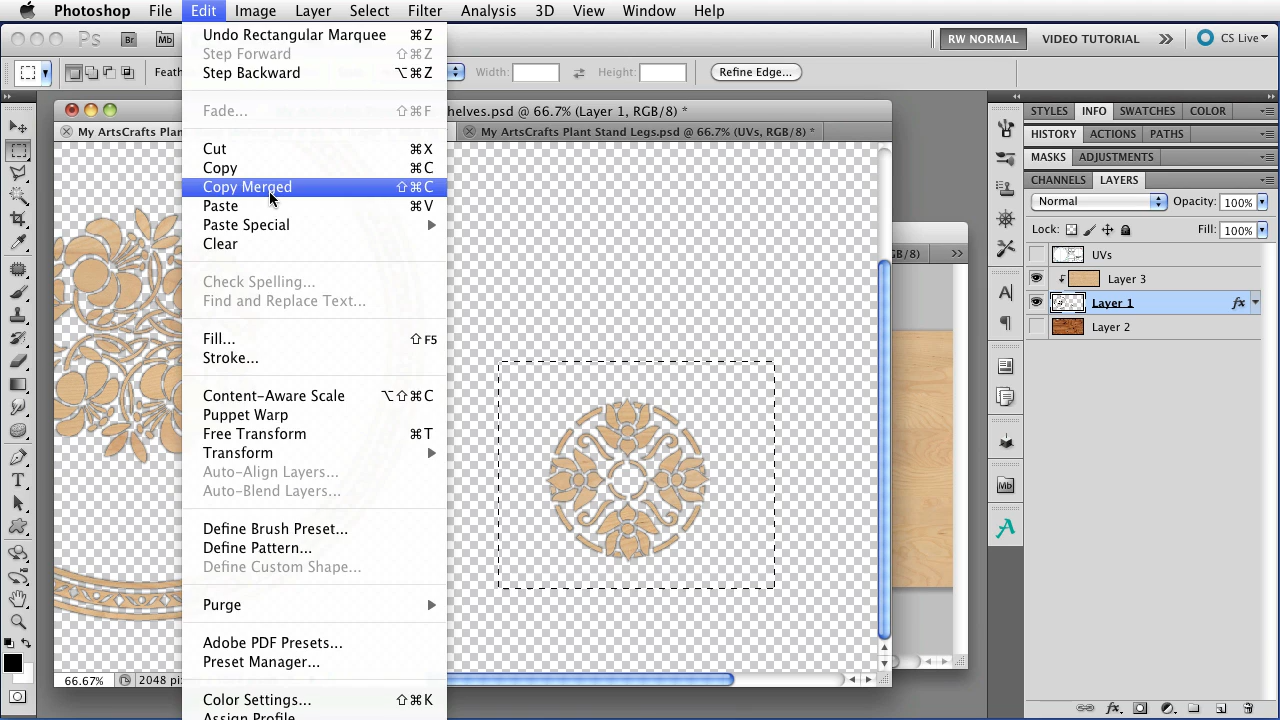 Photoshop File Edit Image Layer Select Filter Analysis 3D View Window Help
Ps Br Mb RW NORMAL VIDEO TUTORIAL CS Live
Feath Width: Height: Refine Edge...
Undo Rectangular Marquee ⌘Z
Step Forward ⇧⌘Z
Step Backward ⌥⌘Z
Fade... ⇧⌘F
Cut ⌘X
Copy ⌘C
Copy Merged ⇧⌘C
Paste ⌘V
Paste Special
Clear
Check Spelling...
Find and Replace Text...
Fill... ⇧F5
Stroke...
Content-Aware Scale ⌥⇧⌘C
Puppet Warp
Free Transform ⌘T
Transform
Auto-Align Layers...
Auto-Blend Layers...
Define Brush Preset...
Define Pattern...
Define Custom Shape...
Purge
Adobe PDF Presets...
Preset Manager...
Color Settings... ⇧⌘K
Assign Profile
helves.psd @ 66.7% (Layer 1, RGB/8) *
My ArtsCrafts Plan
My ArtsCrafts Plant Stand Legs.psd @ 66.7% (UVs, RGB/8) *
GB/8)
66.67% 2048 pi
STYLES INFO SWATCHES COLOR
HISTORY ACTIONS PATHS
MASKS ADJUSTMENTS
CHANNELS LAYERS
Normal Opacity: 100%
Lock: Fill: 100%
UVs
Layer 3
Layer 1 fx
Layer 2
A
Mb
A
T
fx